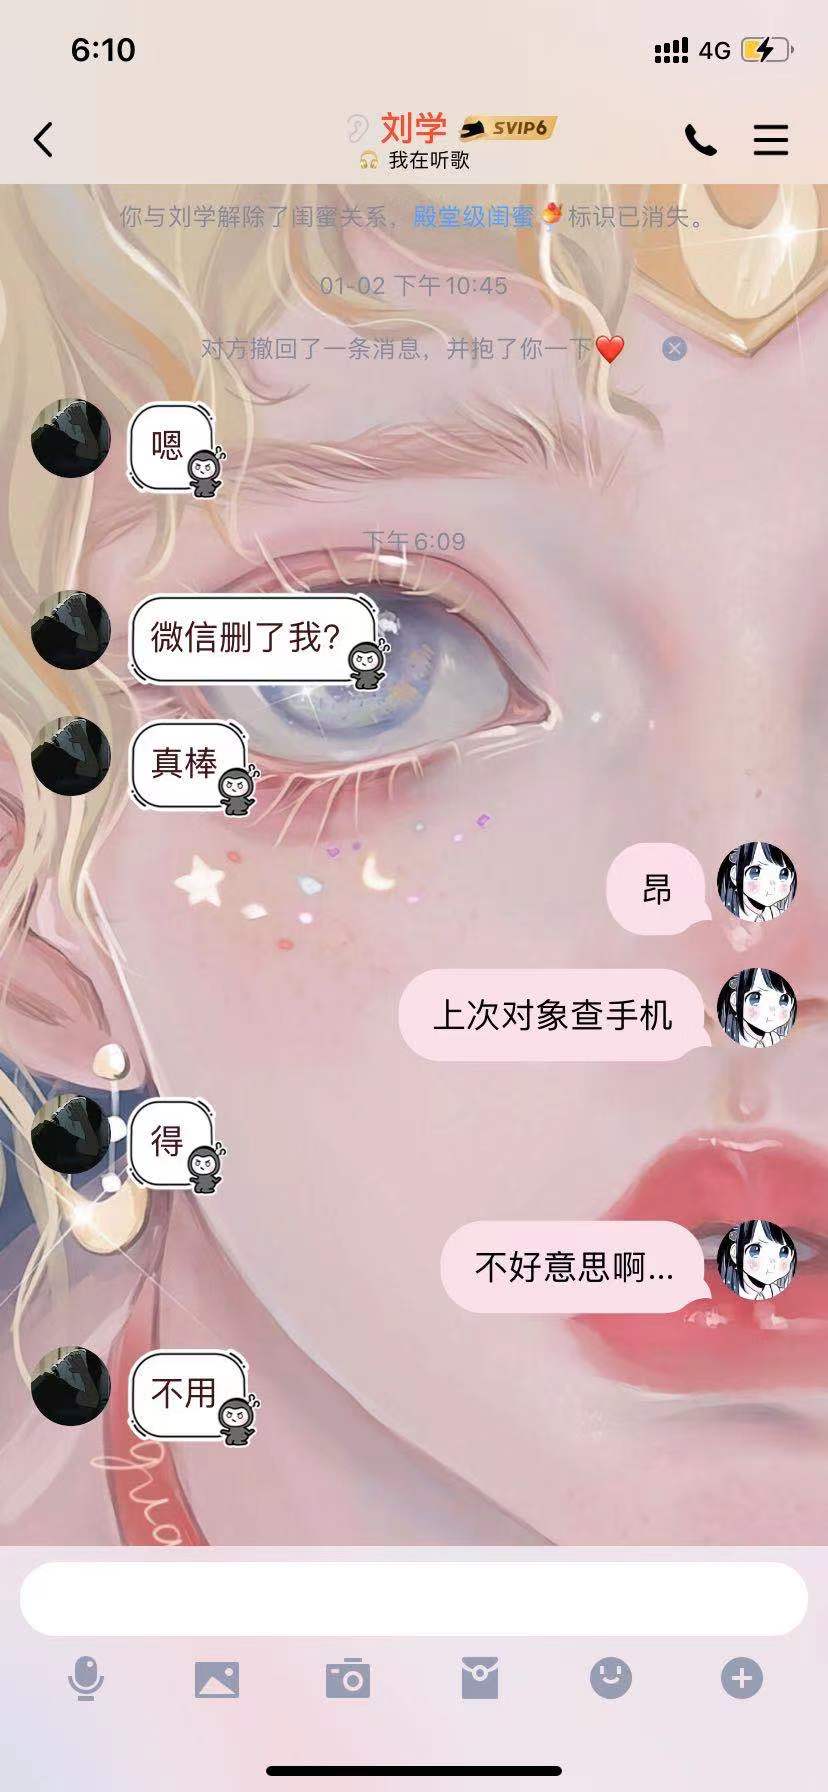 6:10
4G
刘学
SVIP6
我在听歌
你与刘学解除了闺蜜关系，殿堂级闺蜜标识已消失。
01-02 下午10:45
对方撤回了一条消息，并抱了你一下❤️
嗯
下午6:09
微信删了我？
真棒
昂
上次对象查手机
得
不好意思啊...
不用